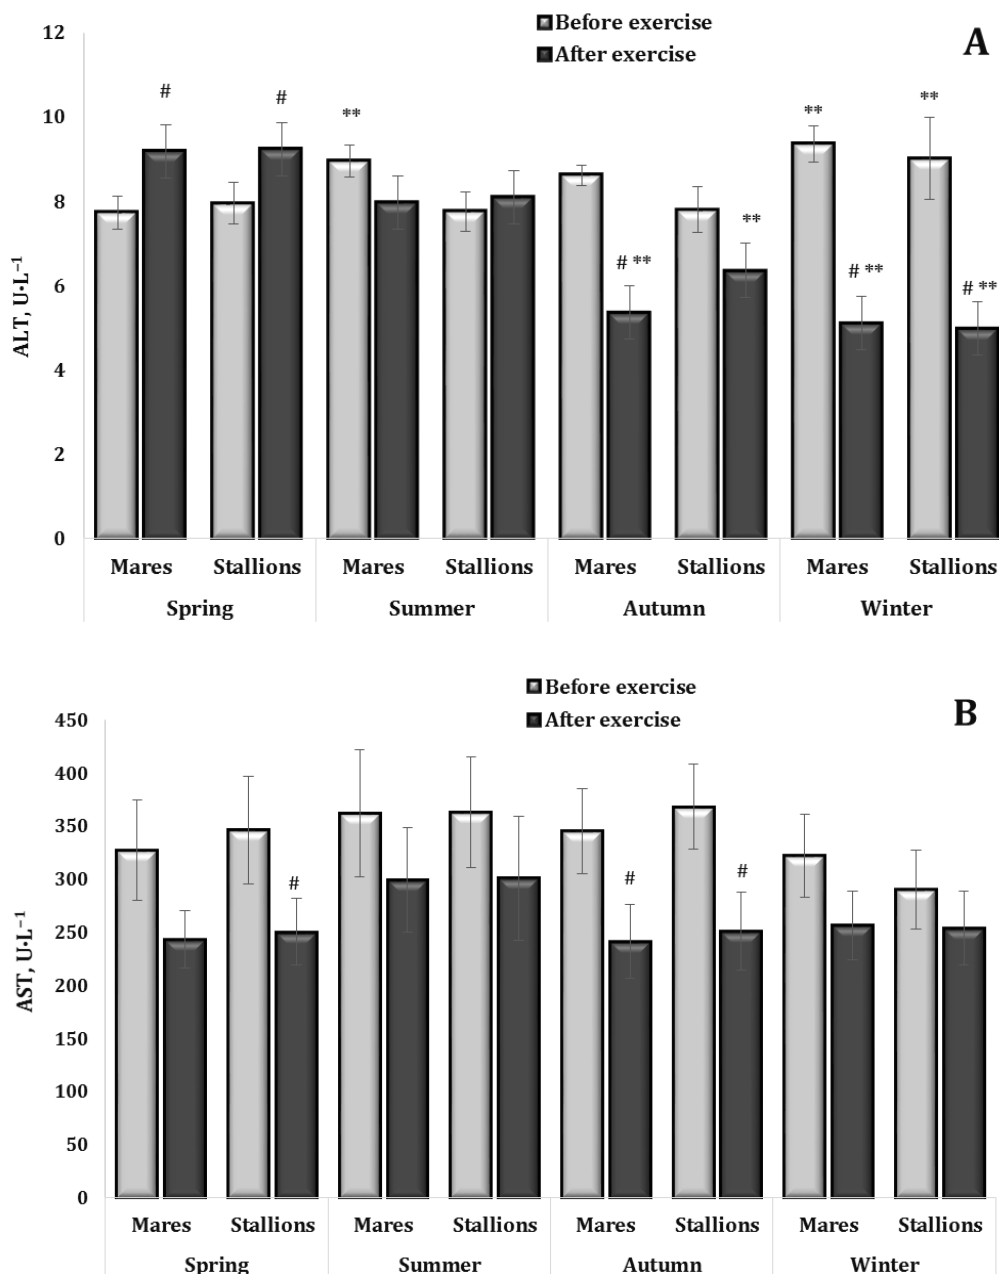 Before exercise
After exercise
A
12
10
8
6
4
2
0
ALT, U·L⁻¹
#
#
**
# **
**
**
# **
**
# **
Mares Stallions Mares Stallions Mares Stallions Mares Stallions
Spring Summer Autumn Winter
Before exercise
After exercise
B
450
400
350
300
250
200
150
100
50
0
AST, U·L⁻¹
#
#
#
Mares Stallions Mares Stallions Mares Stallions Mares Stallions
Spring Summer Autumn Winter